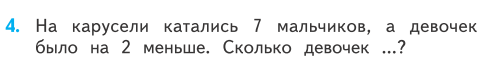 4. На карусели катались 7 мальчиков, а девочек
было на 2 меньше. Сколько девочек ...?